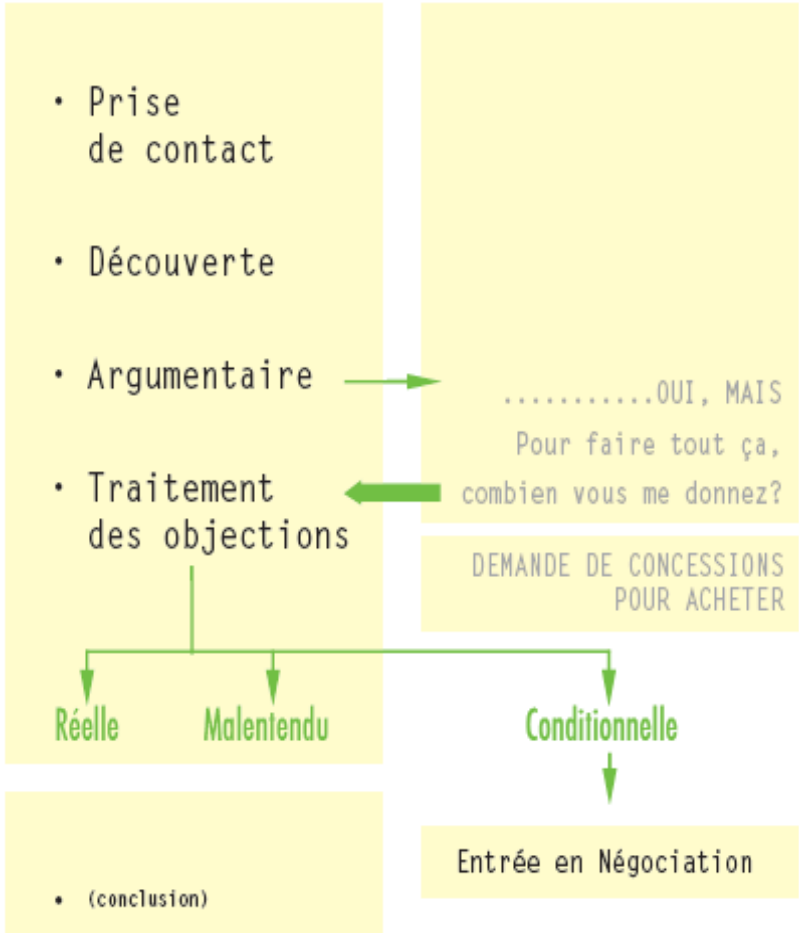 • Prise
de contact
• Découverte
• Argumentaire
...........OUI, MAIS
Pour faire tout ça,
combien vous me donnez?
• Traitement
des objections
DEMANDE DE CONCESSIONS
POUR ACHETER
Réelle Malentendu Conditionnelle
Entrée en Négociation
• (conclusion)